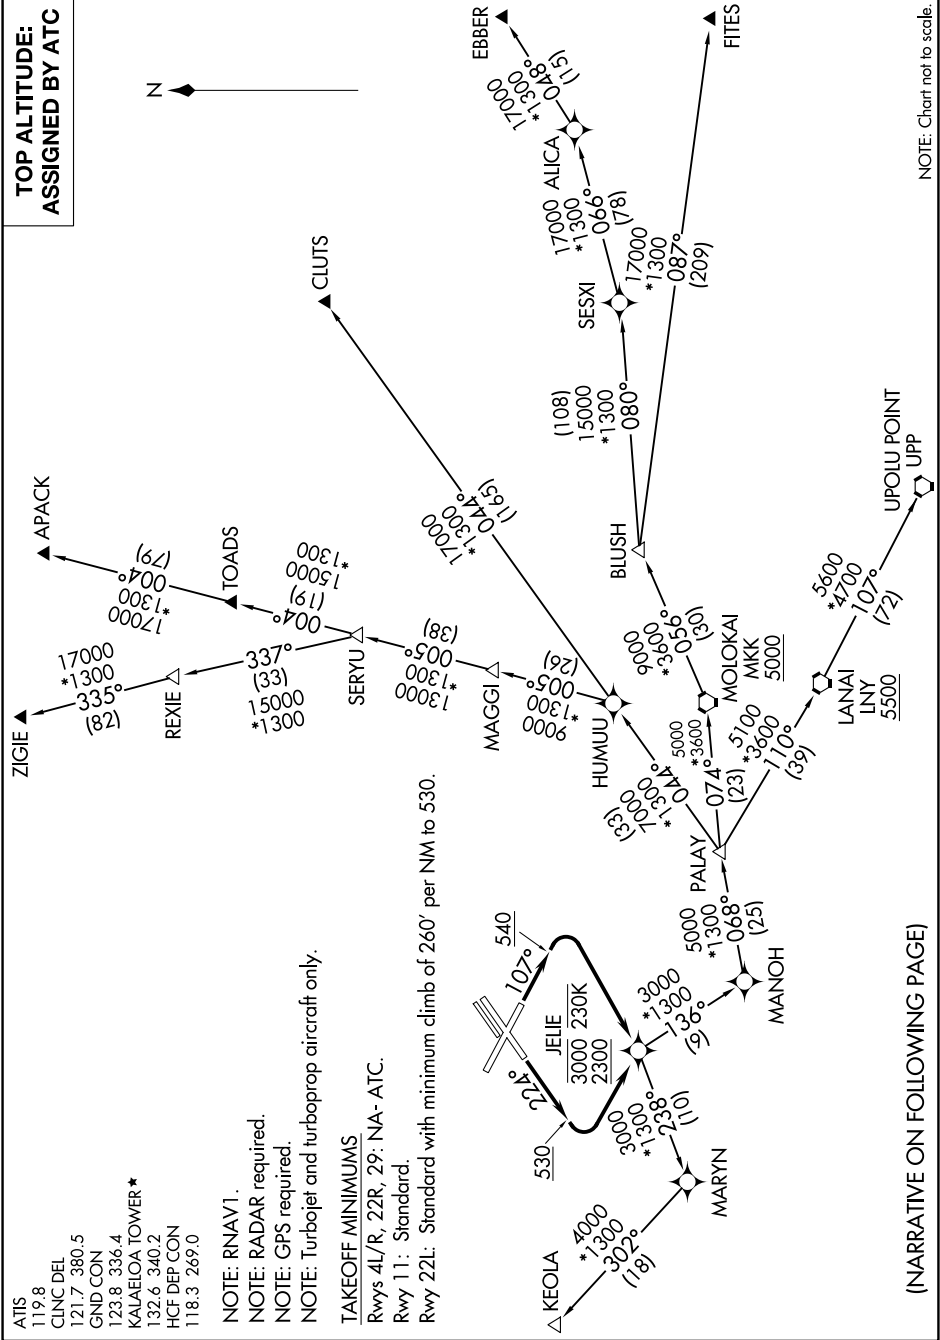 TOP ALTITUDE:
ASSIGNED BY ATC
ATIS
119.8
CLNC DEL
121.7 380.5
GND CON
123.8 336.4
KALAELOA TOWER★
132.6 340.2
HCF DEP CON
118.3 269.0
NOTE: RNAV1.
NOTE: RADAR required.
NOTE: GPS required.
NOTE: Turbojet and turboprop aircraft only.
TAKEOFF MINIMUMS
Rwys 4L/R, 22R, 29: NA- ATC.
Rwy 11: Standard.
Rwy 22L: Standard with minimum climb of 260' per NM to 530.
N
ZIGIE
17000
*1300
335°
(82)
REXIE
337°
(33)
15000
*1300
APACK
(79)
004°
*1300
17000
TOADS
15000
*1300
(19)
004°
SERYU
(38)
005°
*1300
13000
MAGGI
(26)
005°
*1300
9000
HUMUU
CLUTS
17000
*1300
044°
(165)
(33)
7000
*1300
044°
EBBER
17000
*1300
048°
(15)
ALICA
17000
*1300
066°
(78)
SESXI
(108)
15000
*1300
080°
FITES
17000
*1300
087°
(209)
BLUSH
9000
*3600
056°
(30)
MOLOKAI
MKK
5000
5000
*3600
074°
(23)
5100
*3600
110°
(39)
LANAI
LNY
5500
5600
*4700
107°
(72)
UPOLU POINT
UPP
PALAY
5000
*1300
068°
(25)
MANOH
3000
*1300
136°
(9)
540
107°
224°
530
JELIE
3000 230K
2300
3000
*1300
238°
(10)
MARYN
4000
*1300
302°
(18)
KEOLA
(NARRATIVE ON FOLLOWING PAGE)
NOTE: Chart not to scale.